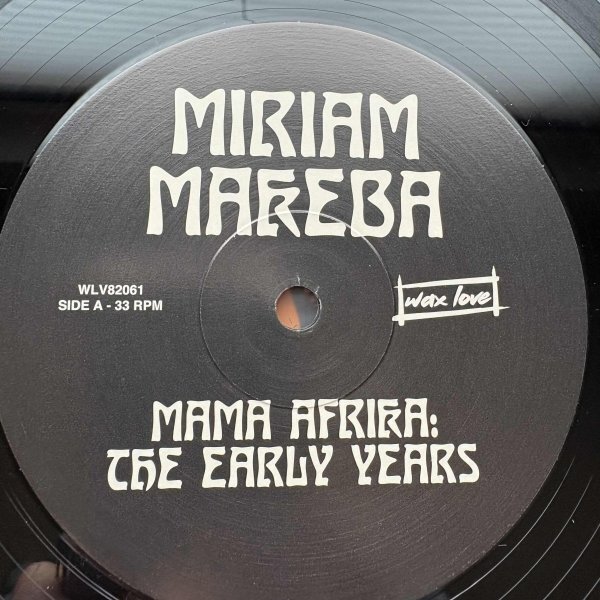 MIRIAM
MAKEBA
WLV82061
SIDE A - 33 RPM
wax love
MAMA AFRIKA:
THE EARLY YEARS